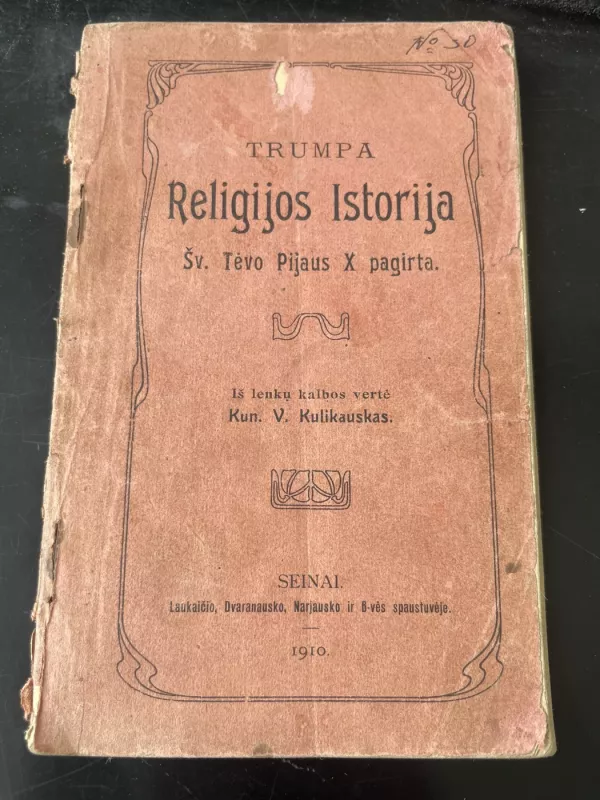 No 30
TRUMPA
Religijos Istorija
Šv. Tėvo Pijaus X pagirta.
Iš lenkų kalbos vertė
Kun. V. Kulikauskas.
SEINAI.
Laukaičio, Dvaranausko, Narjausko ir B-vės spaustuvėje.
1910.